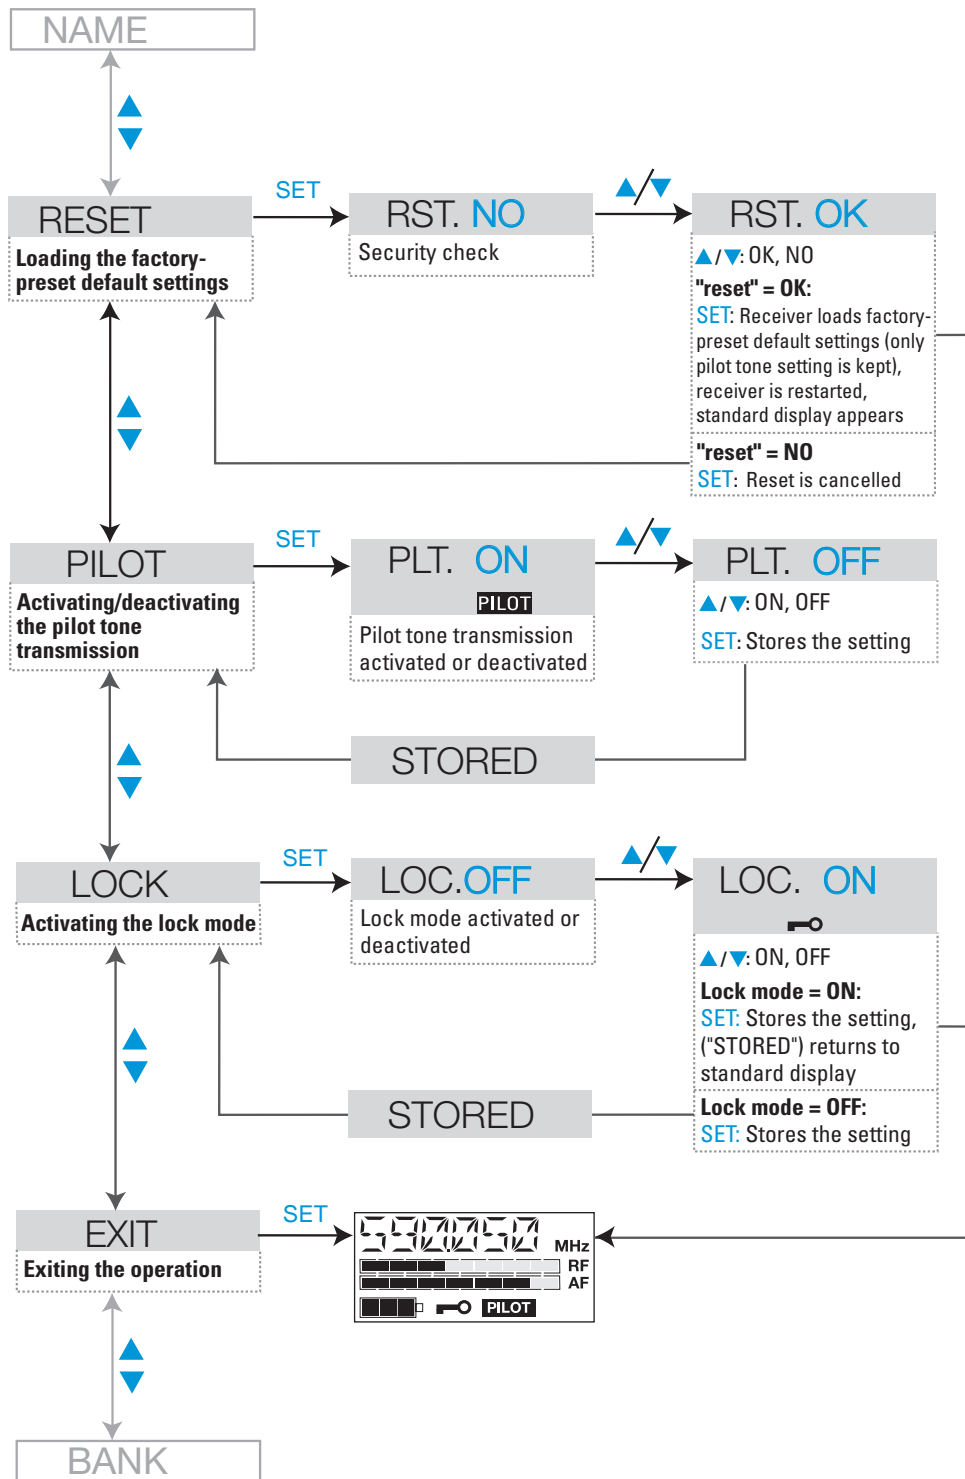 NAME
▲
▼
RESET
SET
RST. NO
▲/▼
RST. OK
Loading the factory-
preset default settings
Security check
▲/▼: OK, NO
"reset" = OK:
SET: Receiver loads factory-
preset default settings (only
pilot tone setting is kept),
receiver is restarted,
standard display appears
"reset" = NO
SET: Reset is cancelled
▲
▼
PILOT
SET
PLT. ON
PILOT
▲/▼
PLT. OFF
Activating/deactivating
the pilot tone
transmission
Pilot tone transmission
activated or deactivated
▲/▼: ON, OFF
SET: Stores the setting
STORED
▲
▼
LOCK
SET
LOC.OFF
▲/▼
LOC. ON
Activating the lock mode
Lock mode activated or
deactivated
▲/▼: ON, OFF
Lock mode = ON:
SET: Stores the setting,
("STORED") returns to
standard display
Lock mode = OFF:
SET: Stores the setting
STORED
▲
▼
EXIT
SET
Exiting the operation
590.050 MHz
RF
AF
PILOT
▲
▼
BANK